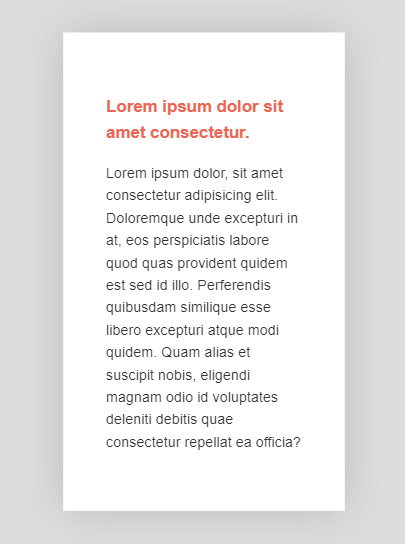 Lorem ipsum dolor sit
amet consectetur.
Lorem ipsum dolor, sit amet
consectetur adipisicing elit.
Doloremque unde excepturi in
at, eos perspiciatis labore
quod quas provident quidem
est sed id illo. Perferendis
quibusdam similique esse
libero excepturi atque modi
quidem. Quam alias et
suscipit nobis, eligendi
magnam odio id voluptates
deleniti debitis quae
consectetur repellat ea officia?